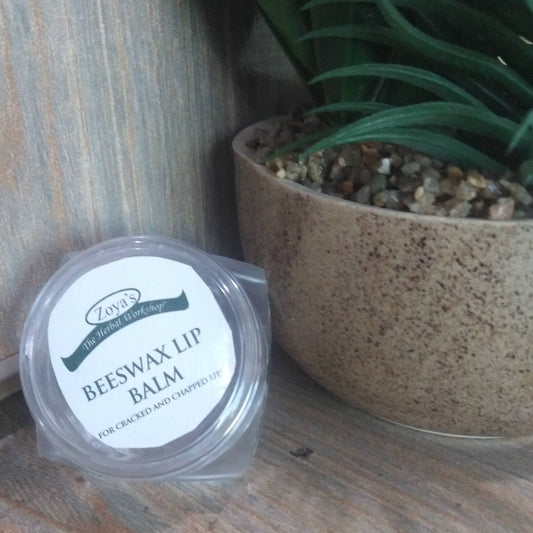 Zoya's
The Herbal Workshop
BEESWAX LIP
BALM
FOR CRACKED AND CHAPPED LIPS